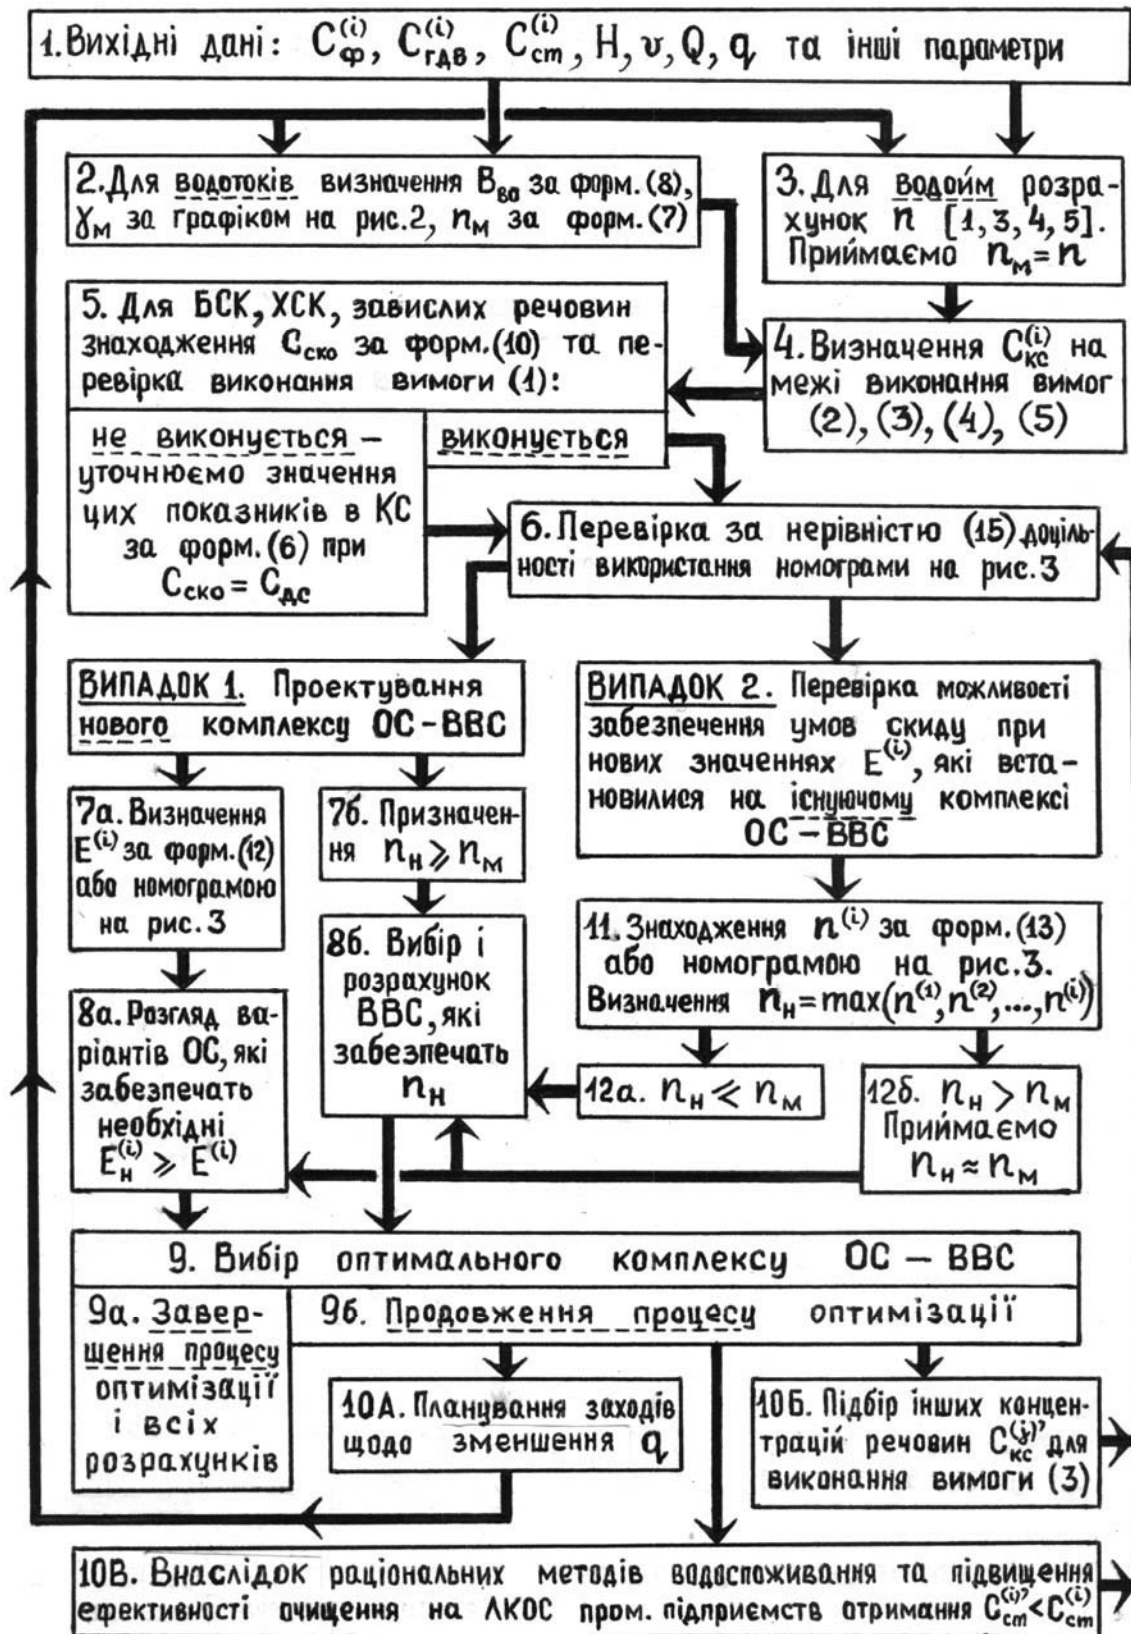 1.Вихідні дані: C_ф^(i), C_ГДВ^(i), C_ст^(i), H, υ, Q, q та інші параметри
2.Для водотоків визначення B_во за форм.(8),
γ_м за графіком на рис.2, n_м за форм.(7)
3. Для водойм розра-
хунок n [1,3,4,5].
Приймаємо n_м=n
5. Для БСК,ХСК, завислих речовин
знаходження C_ско за форм.(10) та пе-
ревірка виконання вимоги (1):
4.Визначення C_кс^(i) на
межі виконання вимог
(2),(3),(4),(5)
не виконується –
уточнюємо значення
цих показників в КС
за форм.(6) при
C_ско = C_дс
виконується
6.Перевірка за нерівністю (15) доціль-
ності використання номограми на рис.3
ВИПАДОК 1. Проектування
нового комплексу ОС-ВВС
ВИПАДОК 2. Перевірка можливості
забезпечення умов скиду при
нових значеннях E^(i), які вста-
новилися на існуючому комплексі
ОС-ВВС
7а. Визначення
E^(i) за форм.(12)
або номограмою
на рис.3
7б. Призначен-
ня n_н ⩾ n_м
8б. Вибір і
розрахунок
ВВС, які
забезпечать
n_н
11.Знаходження n^(i) за форм.(13)
або номограмою на рис.3.
Визначення n_н=max(n^(1),n^(2),...,n^(i))
8а.Розгляд ва-
ріантів ОС,які
забезпечать
необхідні
E_н^(i) ⩾ E^(i)
12а. n_н ⩽ n_м
12б. n_н > n_м
Приймаємо
n_н ≈ n_м
9. Вибір оптимального комплексу ОС – ВВС
9а. Завер-
шення процесу
оптимізації
і всіх
розрахунків
9б. Продовження процесу оптимізації
10А. Планування заходів
щодо зменшення q
10Б. Підбір інших концен-
трацій речовин C_кс^(j)' для
виконання вимоги (3)
10В. Внаслідок раціональних методів водоспоживання та підвищення
ефективності очищення на ЛКОС пром. підприємств отримання C_ст^(i)'<C_ст^(i)